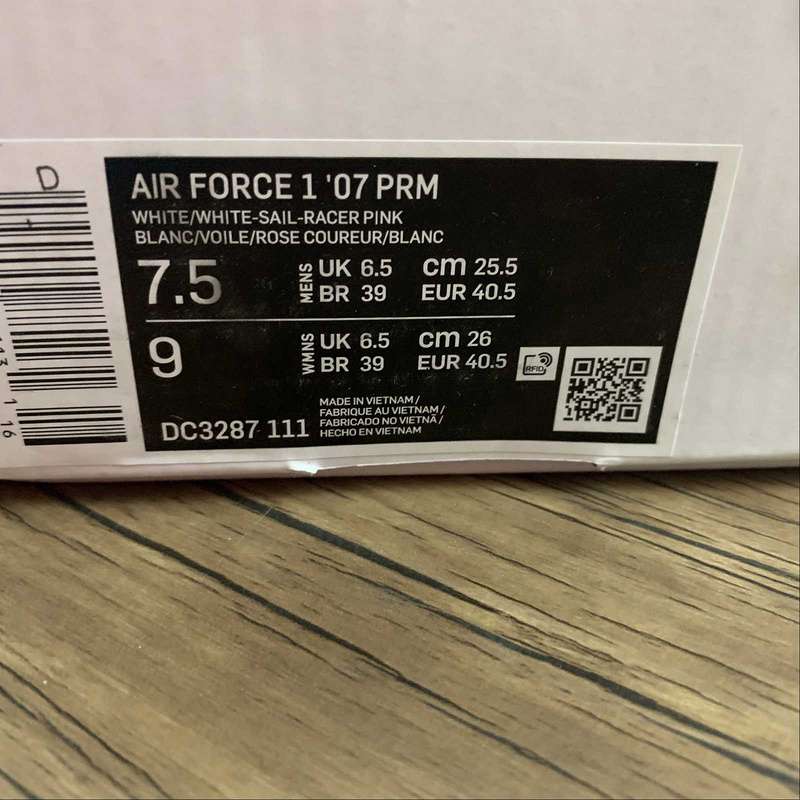 D
AIR FORCE 1 '07 PRM
WHITE/WHITE-SAIL-RACER PINK
BLANC/VOILE/ROSE COUREUR/BLANC
7.5 MENS UK 6.5 cm 25.5
BR 39 EUR 40.5
9 WMNS UK 6.5 cm 26
BR 39 EUR 40.5
RFID
DC3287 111
MADE IN VIETNAM /
FABRIQUE AU VIETNAM /
FABRICADO NO VIETNÃ /
HECHO EN VIETNAM